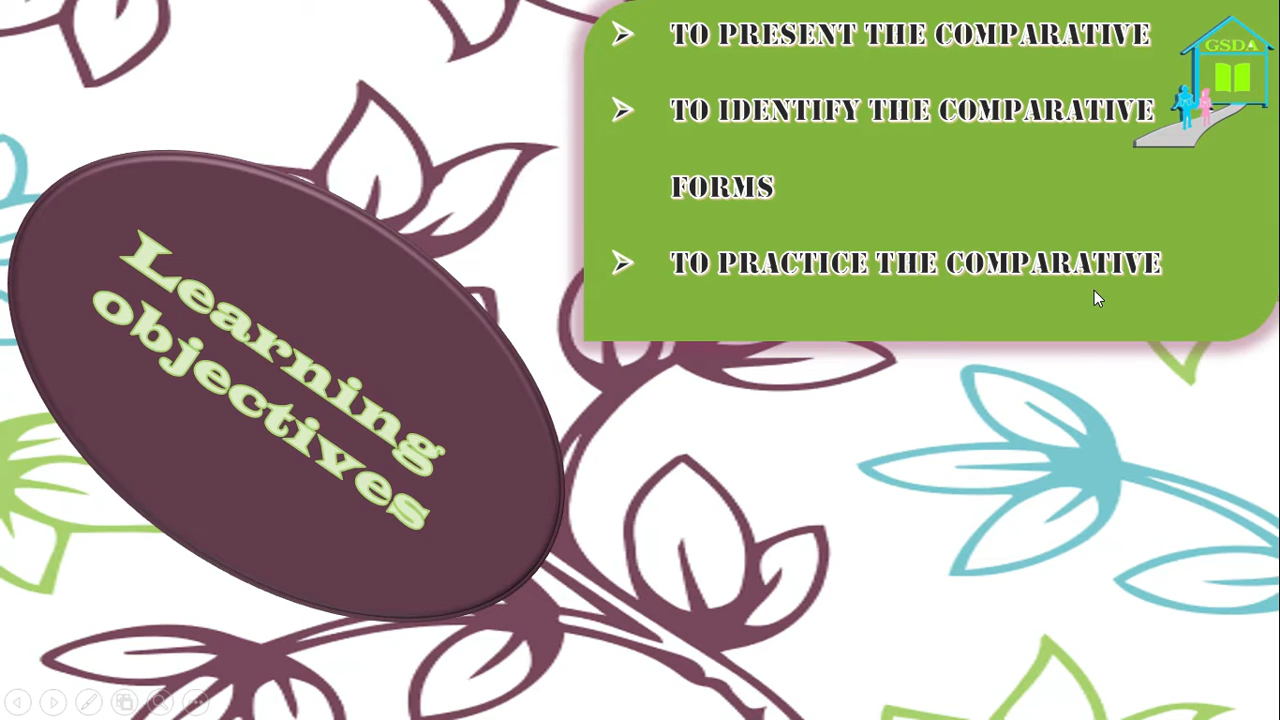 Learning
objectives
TO PRESENT THE COMPARATIVE
TO IDENTIFY THE COMPARATIVE
FORMS
TO PRACTICE THE COMPARATIVE
GSDA